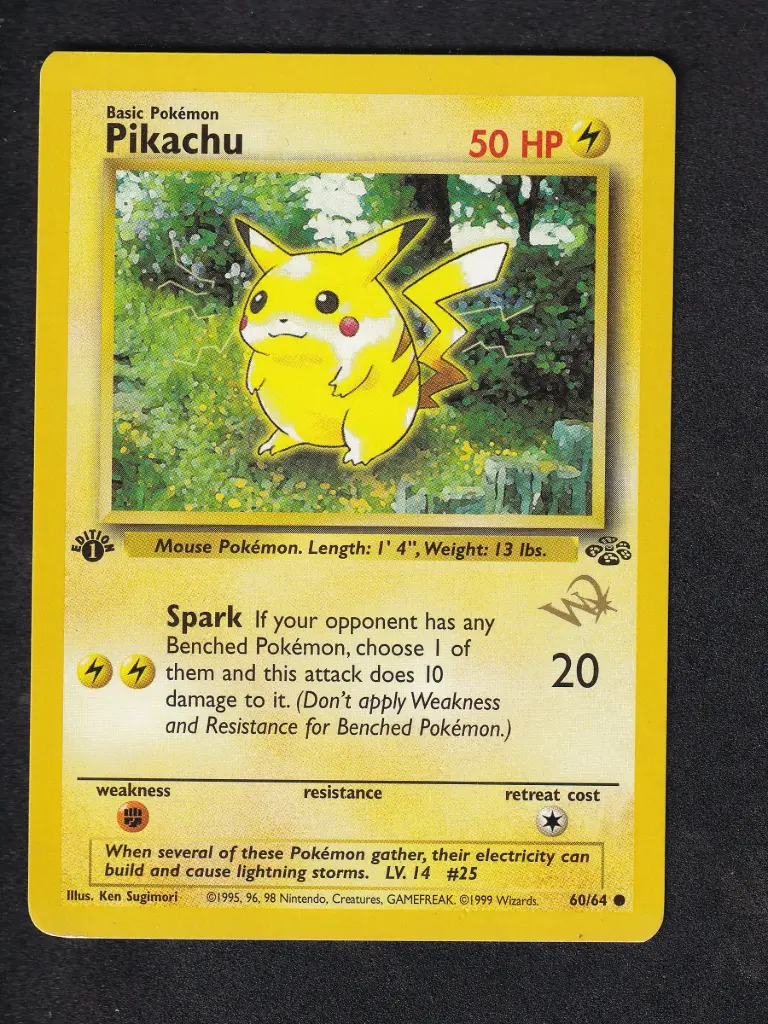 Basic Pokémon
Pikachu
50 HP
EDITION
1
Mouse Pokémon. Length: 1' 4", Weight: 13 lbs.
W
Spark If your opponent has any
Benched Pokémon, choose 1 of
them and this attack does 10
damage to it. (Don't apply Weakness
and Resistance for Benched Pokémon.)
20
weakness
resistance
retreat cost
When several of these Pokémon gather, their electricity can
build and cause lightning storms. LV. 14 #25
Illus. Ken Sugimori
©1995, 96, 98 Nintendo, Creatures, GAMEFREAK. ©1999 Wizards.
60/64